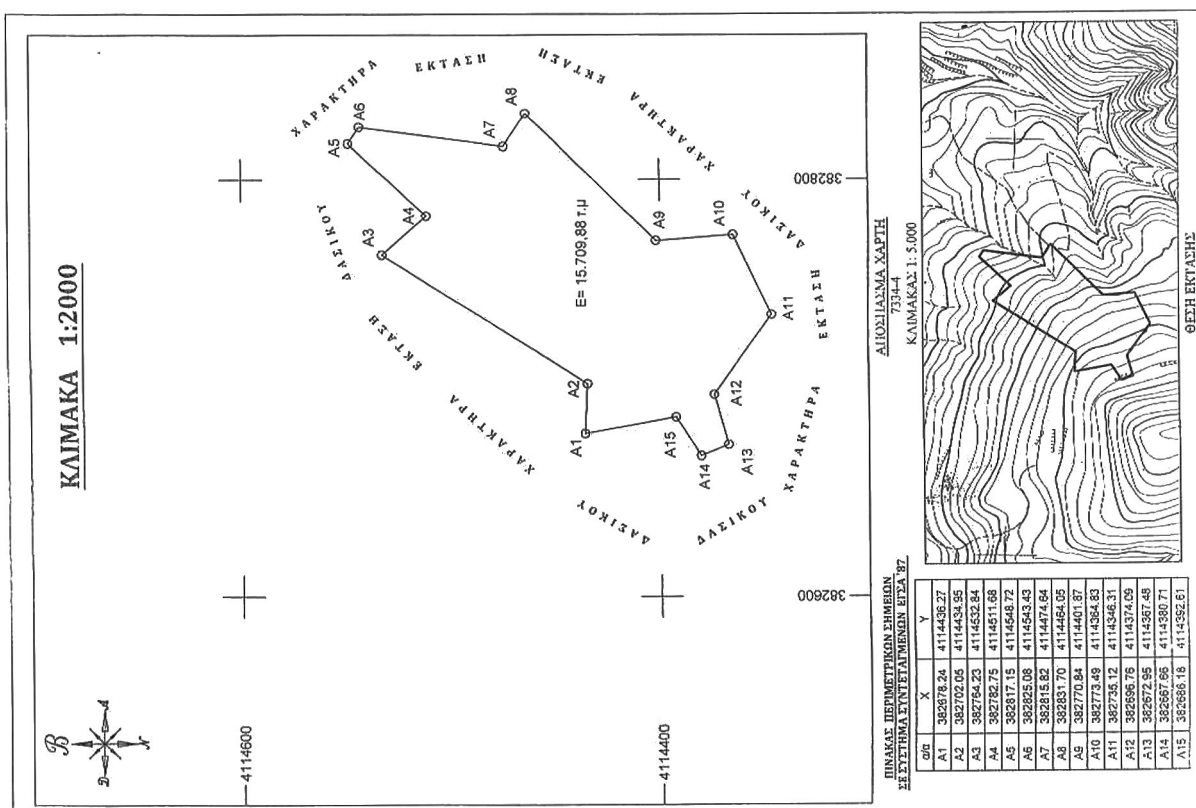 ΚΛΙΜΑΚΑ 1:2000
Β
Δ
Α
Ν
4114600
4114400
382600
382800
ΔΑΣΙΚΟΥ ΧΑΡΑΚΤΗΡΑ ΕΚΤΑΣΗ
ΔΑΣΙΚΟΥ ΧΑΡΑΚΤΗΡΑ ΕΚΤΑΣΗ
ΕΚΤΑΣΗ ΧΑΡΑΚΤΗΡΑ ΔΑΣΙΚΟΥ
ΔΑΣΙΚΟΥ ΧΑΡΑΚΤΗΡΑ ΕΚΤΑΣΗ
A1
A2
A3
A4
A5
A6
A7
A8
A9
A10
A11
A12
A13
A14
A15
E= 15.709,88 τ.μ
ΠΙΝΑΚΑΣ ΠΕΡΙΜΕΤΡΙΚΩΝ ΣΗΜΕΙΩΝ
ΣΕ ΣΥΣΤΗΜΑ ΣΥΝΤΕΤΑΓΜΕΝΩΝ ΕΓΣΑ '87
α/α X Y
A1 382678.24 4114436.27
A2 382702.05 4114434.95
A3 382764.23 4114532.84
A4 382782.75 4114511.68
A5 382817.15 4114548.72
A6 382825.08 4114543.43
A7 382815.82 4114474.64
A8 382831.70 4114464.05
A9 382770.84 4114401.87
A10 382773.49 4114364.83
A11 382735.12 4114346.31
A12 382696.76 4114374.09
A13 382672.95 4114367.48
A14 382667.66 4114380.71
A15 382686.18 4114392.61
ΑΠΟΣΠΑΣΜΑ ΧΑΡΤΗ
7334-4
ΚΛΙΜΑΚΑΣ 1: 5.000
ΘΕΣΗ ΕΚΤΑΣΗΣ